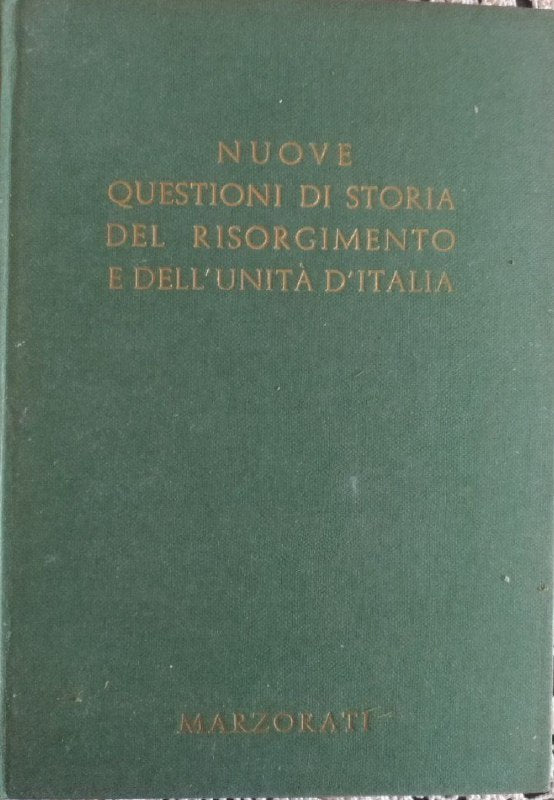 NUOVE
QUESTIONI DI STORIA
DEL RISORGIMENTO
E DELL'UNITÀ D'ITALIA
MARZORATI